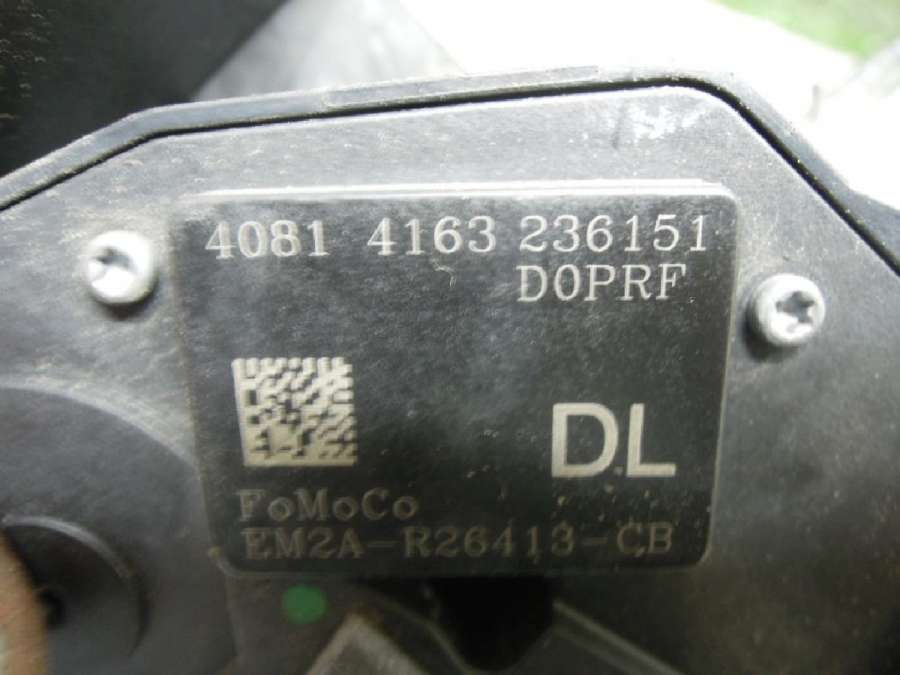 4081 4163 236151
D0PRF
DL
FoMoCo
EM2A-R26413-CB